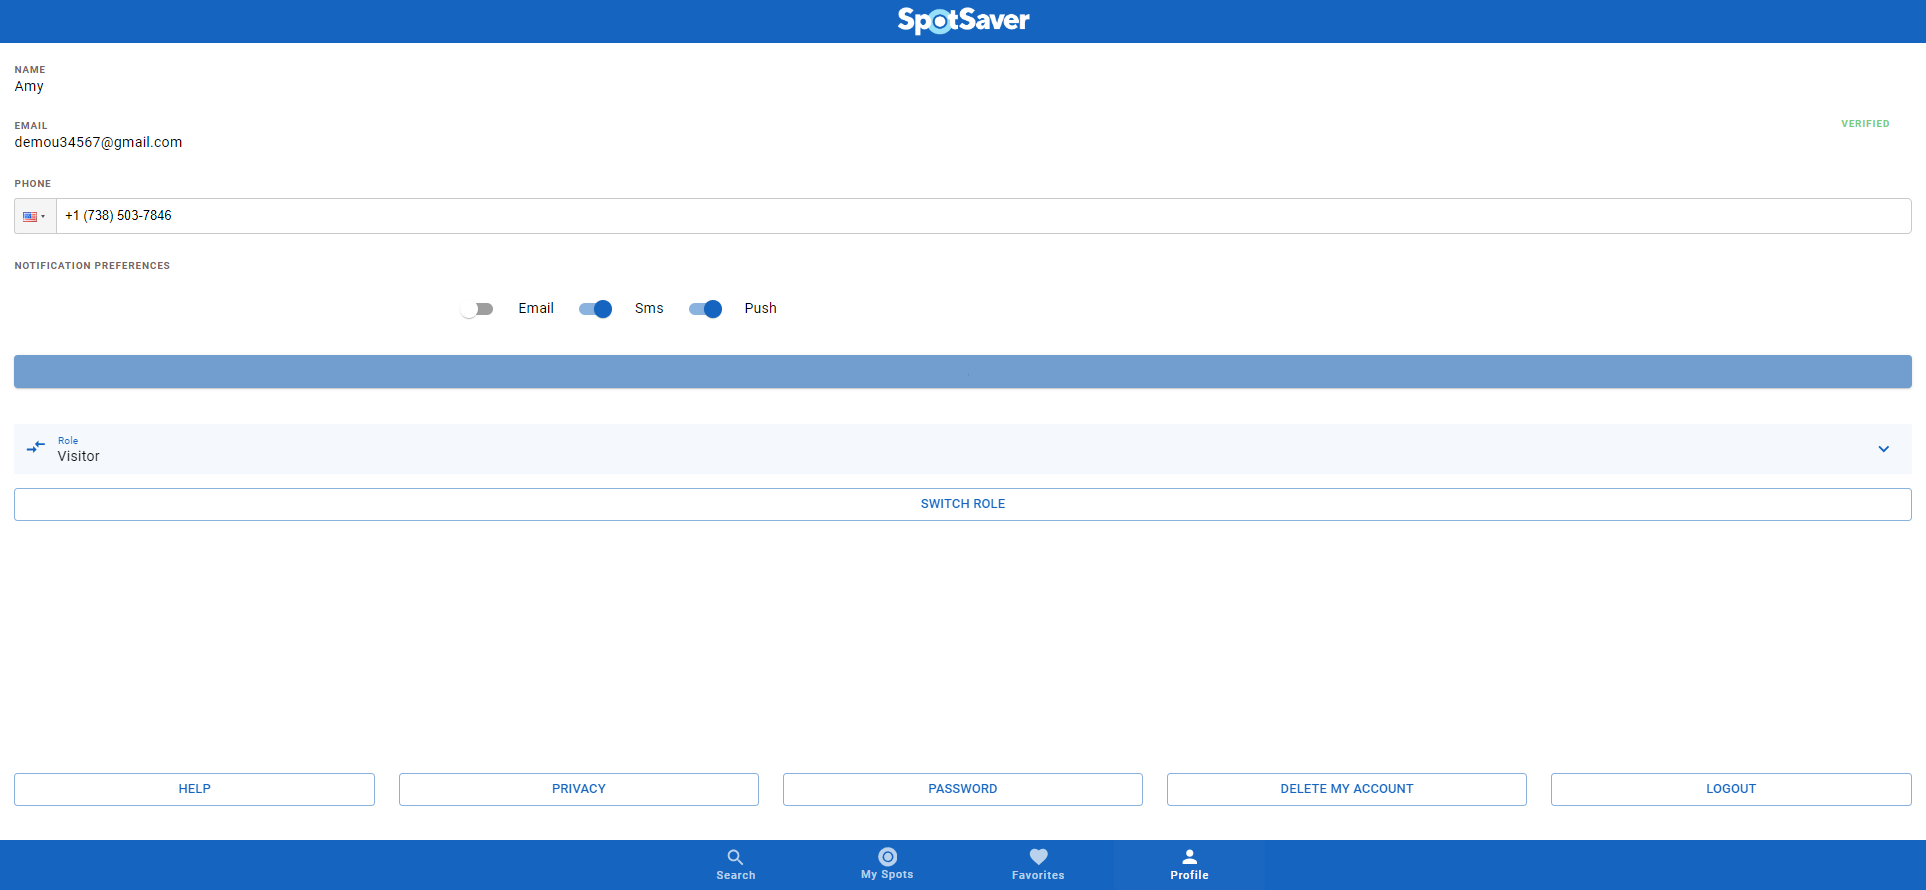 SpotSaver
NAME
Amy
EMAIL
VERIFIED
demou34567@gmail.com
PHONE
+1 (738) 503-7846
NOTIFICATION PREFERENCES
Email Sms Push
Role
Visitor
SWITCH ROLE
HELP PRIVACY PASSWORD DELETE MY ACCOUNT LOGOUT
Search My Spots Favorites Profile